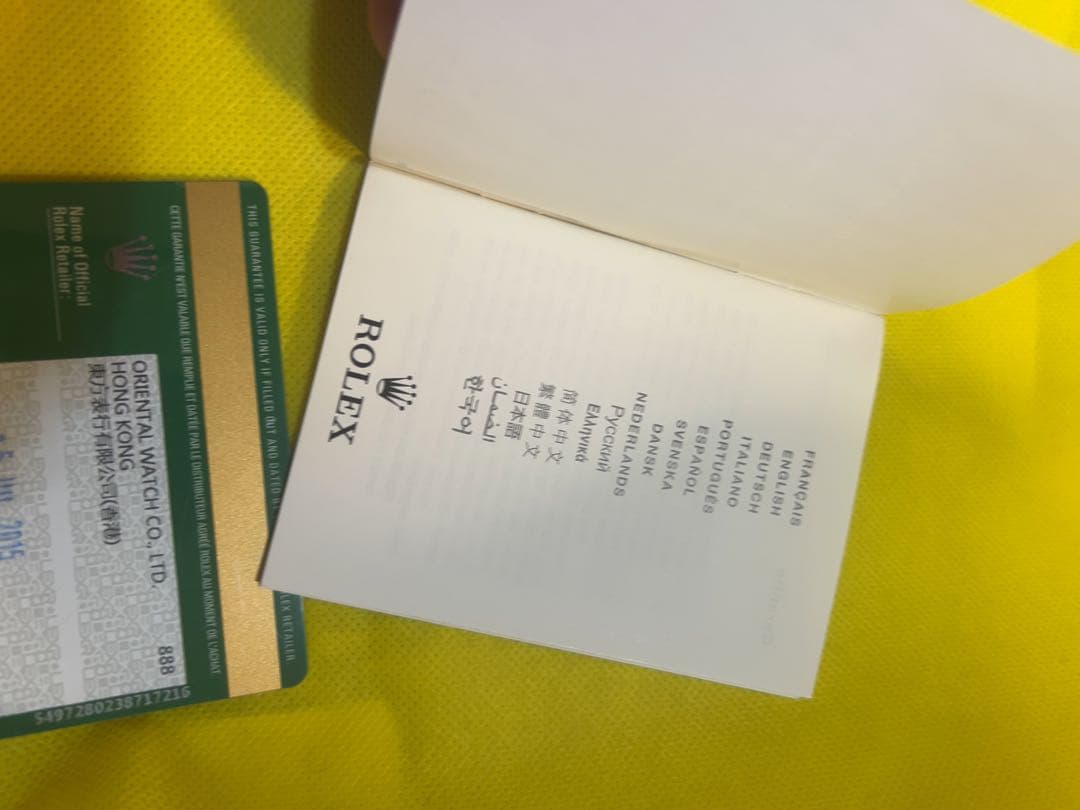 THIS GUARANTEE IS VALID ONLY IF FILLED OUT AND DATED BY
LEX RETAILER
CETTE GARANTIE N'EST VALABLE QUE REMPLIE ET DATÉE PAR LE DISTRIBUTEUR AGRÉÉ ROLEX AU MOMENT DE L'ACHAT
Name of Official
Rolex Retailer:
ORIENTAL WATCH CO., LTD. 888
HONG KONG
東方表行有限公司(香港)
2015
5497280238717216
FRANÇAIS
ENGLISH
DEUTSCH
ITALIANO
PORTUGUÊS
ESPAÑOL
SVENSKA
DANSK
NEDERLANDS
Русский
Ελληνικά
简体中文
繁體中文
日本語
الضمان
한국어
ROLEX